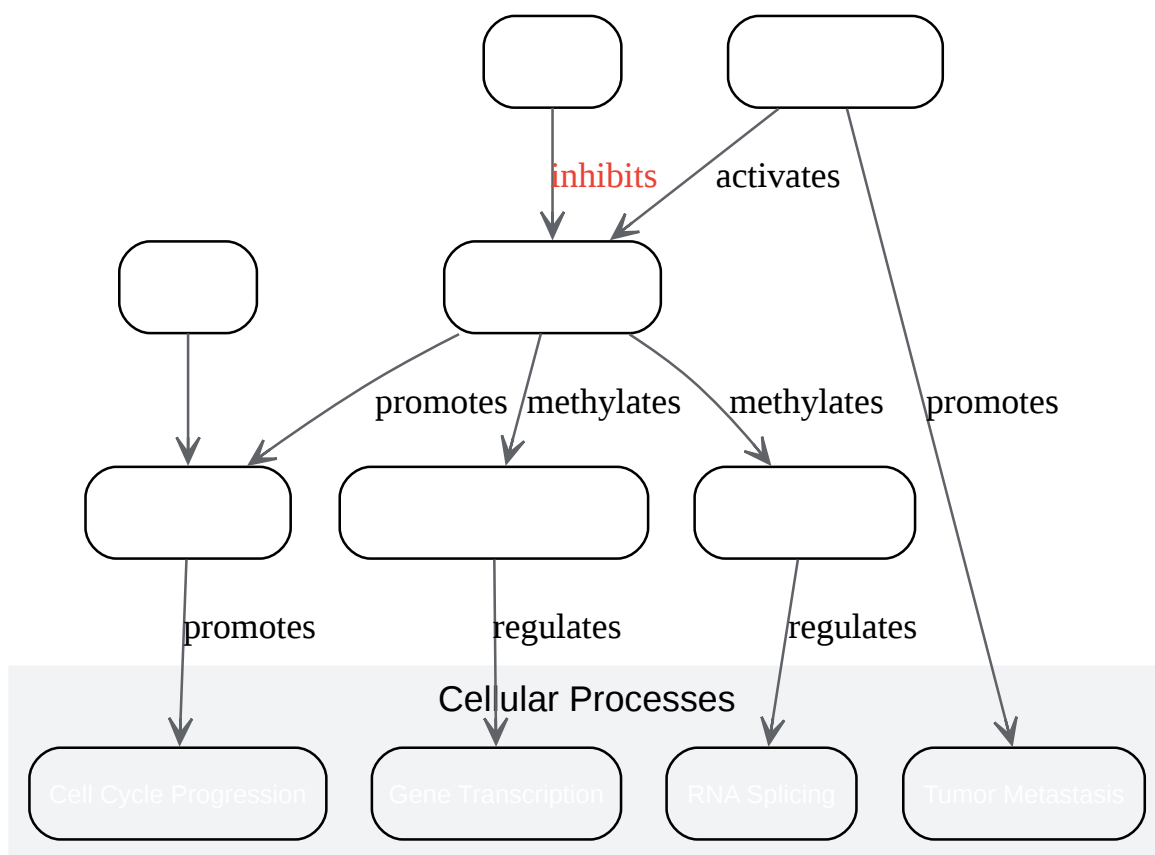 inhibits
activates
promotes
methylates
methylates
promotes
promotes
regulates
regulates
Cellular Processes
Cell Cycle Progression
Gene Transcription
RNA Splicing
Tumor Metastasis